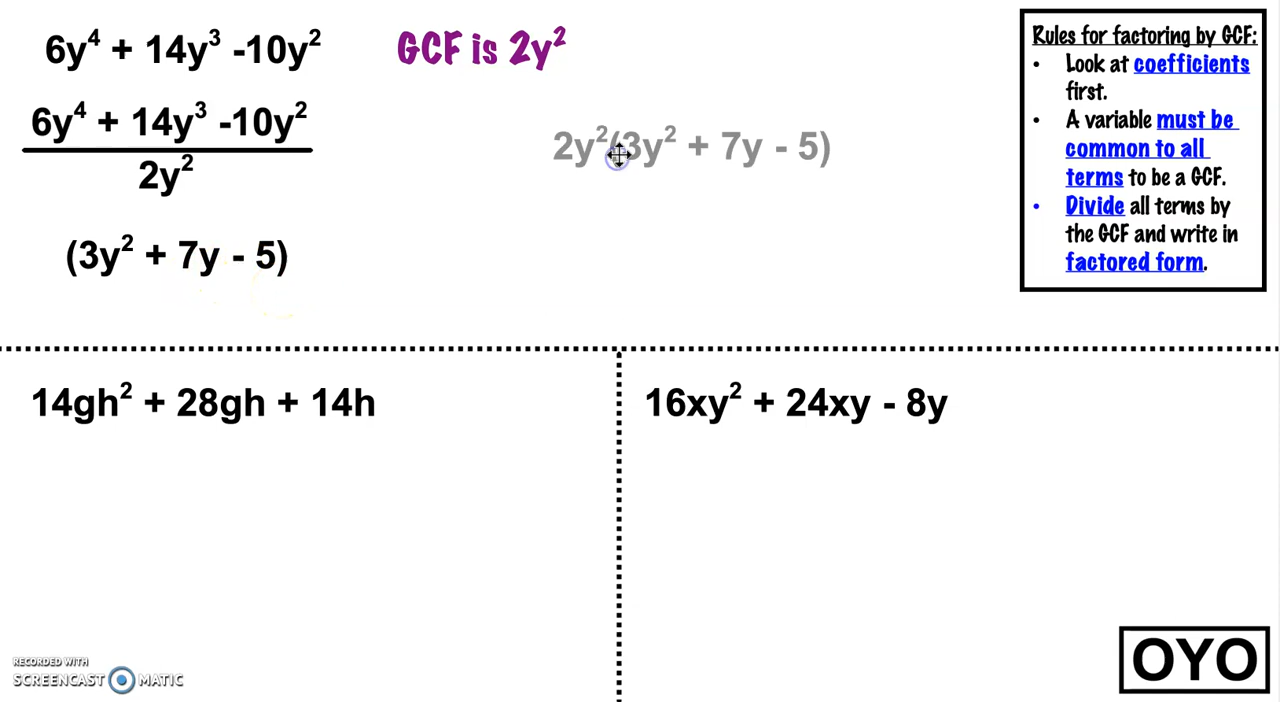 6y⁴ + 14y³ -10y²
GCF is 2y²
6y⁴ + 14y³ -10y²
2y²
(3y² + 7y - 5)
2y²(3y² + 7y - 5)
Rules for factoring by GCF:
• Look at coefficients
first.
• A variable must be
common to all
terms to be a GCF.
• Divide all terms by
the GCF and write in
factored form.
14gh² + 28gh + 14h
16xy² + 24xy - 8y
RECORDED WITH
SCREENCAST MATIC
OYO